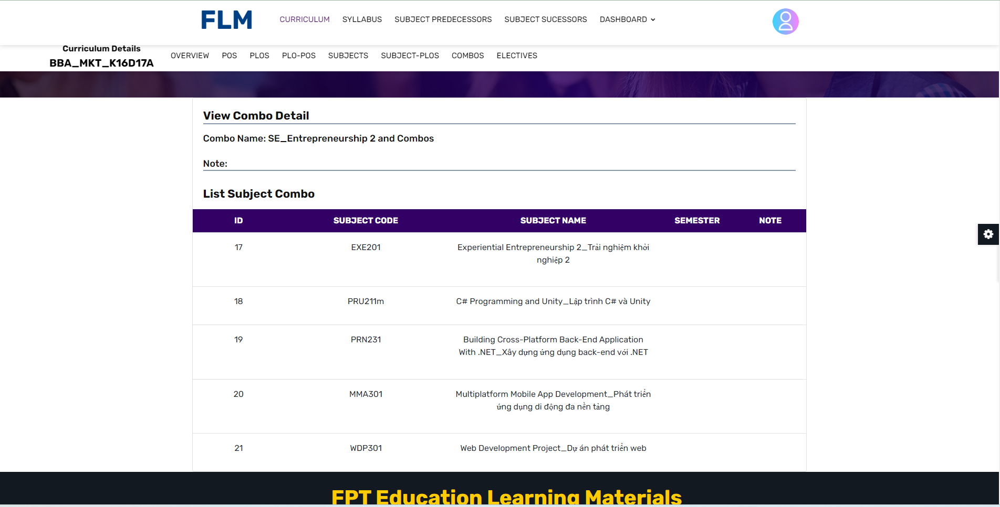 FLM
CURRICULUM SYLLABUS SUBJECT PREDECESSORS SUBJECT SUCESSORS DASHBOARD
Curriculum Details
BBA_MKT_K16D17A
OVERVIEW POS PLOS PLO-POS SUBJECTS SUBJECT-PLOS COMBOS ELECTIVES
View Combo Detail
Combo Name: SE_Entrepreneurship 2 and Combos
Note:
List Subject Combo
ID SUBJECT CODE SUBJECT NAME SEMESTER NOTE
17 EXE201 Experiential Entrepreneurship 2_Trải nghiệm khởi
nghiệp 2
18 PRU211m C# Programming and Unity_Lập trình C# và Unity
19 PRN231 Building Cross-Platform Back-End Application
With .NET_Xây dựng ứng dụng back-end với .NET
20 MMA301 Multiplatform Mobile App Development_Phát triển
ứng dụng di động đa nền tảng
21 WDP301 Web Development Project_Dự án phát triển web
FPT Education Learning Materials